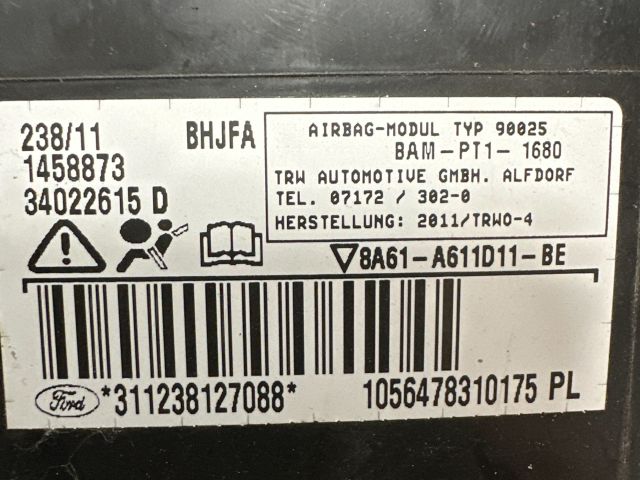 238/11 BHJFA
1458873
34022615 D
AIRBAG-MODUL TYP 90025
BAM-PT1- 1680
TRW AUTOMOTIVE GMBH. ALFDORF
TEL. 07172 / 302-0
HERSTELLUNG: 2011/TRWO-4
8A61-A611D11-BE
Ford *311238127088* 1056478310175 PL